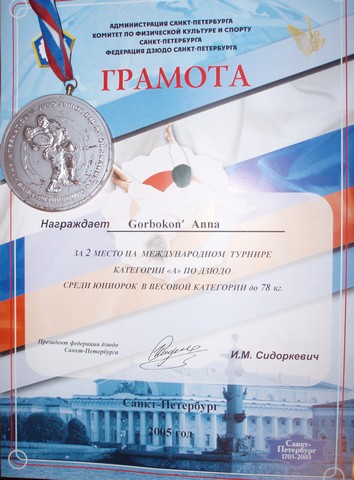 АДМИНИСТРАЦИЯ САНКТ-ПЕТЕРБУРГА
КОМИТЕТ ПО ФИЗИЧЕСКОЙ КУЛЬТУРЕ И СПОРТУ
САНКТ-ПЕТЕРБУРГА
ФЕДЕРАЦИЯ ДЗЮДО САНКТ-ПЕТЕРБУРГА
ГРАМОТА
Награждает Gorbokon' Anna
ЗА 2 МЕСТО НА МЕЖДУНАРОДНОМ ТУРНИРЕ
КАТЕГОРИИ «А» ПО ДЗЮДО
СРЕДИ ЮНИОРОК В ВЕСОВОЙ КАТЕГОРИИ до 78 кг.
Президент федерации дзюдо
Санкт-Петербурга
И.М. Сидоркевич
Санкт-Петербург
2005 год
Санкт-
Петербург
1703-2003